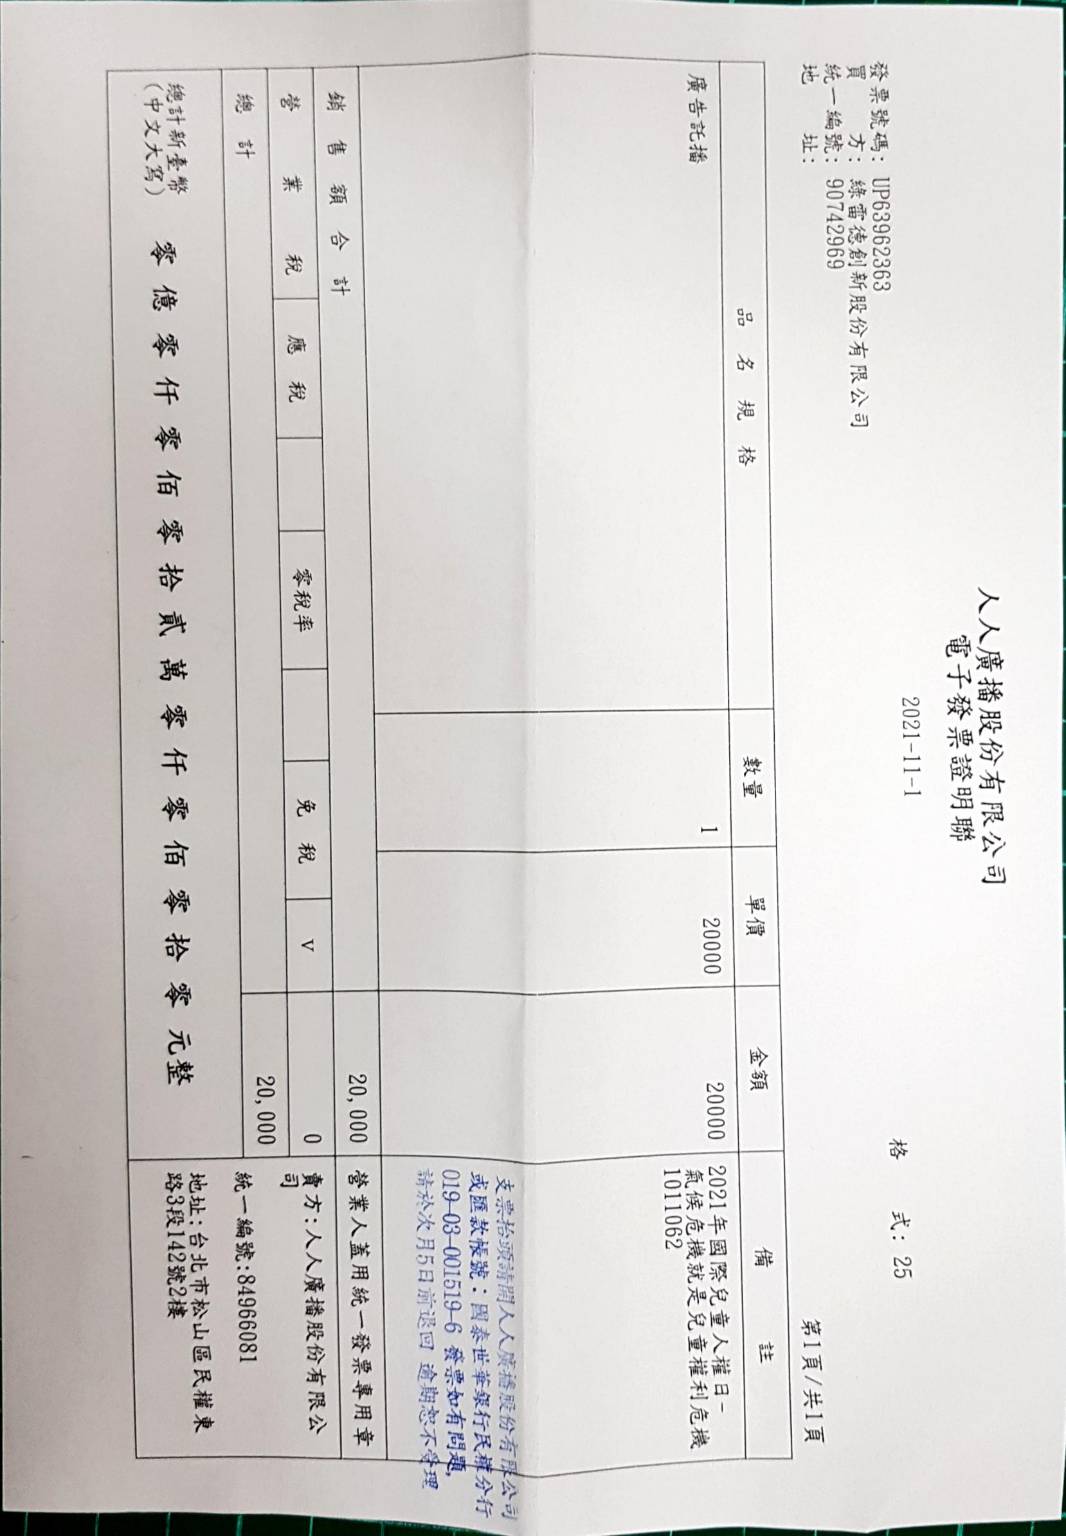 人人廣播股份有限公司
電子發票證明聯
2021-11-1
發票號碼: UP63962363
買 方: 綠雷德創新股份有限公司
統一編號: 90742969
地 址:
格 式: 25
第1頁/共1頁
品 名 規 格 數量 單價 金額 備 註
廣告託播 1 20000 20000 2021年國際兒童人權日-
氣候危機就是兒童權利危機
1011062
支票抬頭請開人人廣播股份有限公司
或匯款帳號：國泰世華銀行民權分行
019-03-001519-6 發票如有問題,
請於次月5日前退回 逾期恕不受理
銷 售 額 合 計 20,000 營業人蓋用統一發票專用章
營 業 稅 應 稅 零稅率 免 稅 V 0
總 計 20,000
賣方:人人廣播股份有限公
司
統一編號:84966081
地址:台北市松山區民權東
路3段142號2樓
總計新臺幣
(中文大寫)
零 億 零 仟 零 佰 零 拾 貳 萬 零 仟 零 佰 零 拾 零 元整